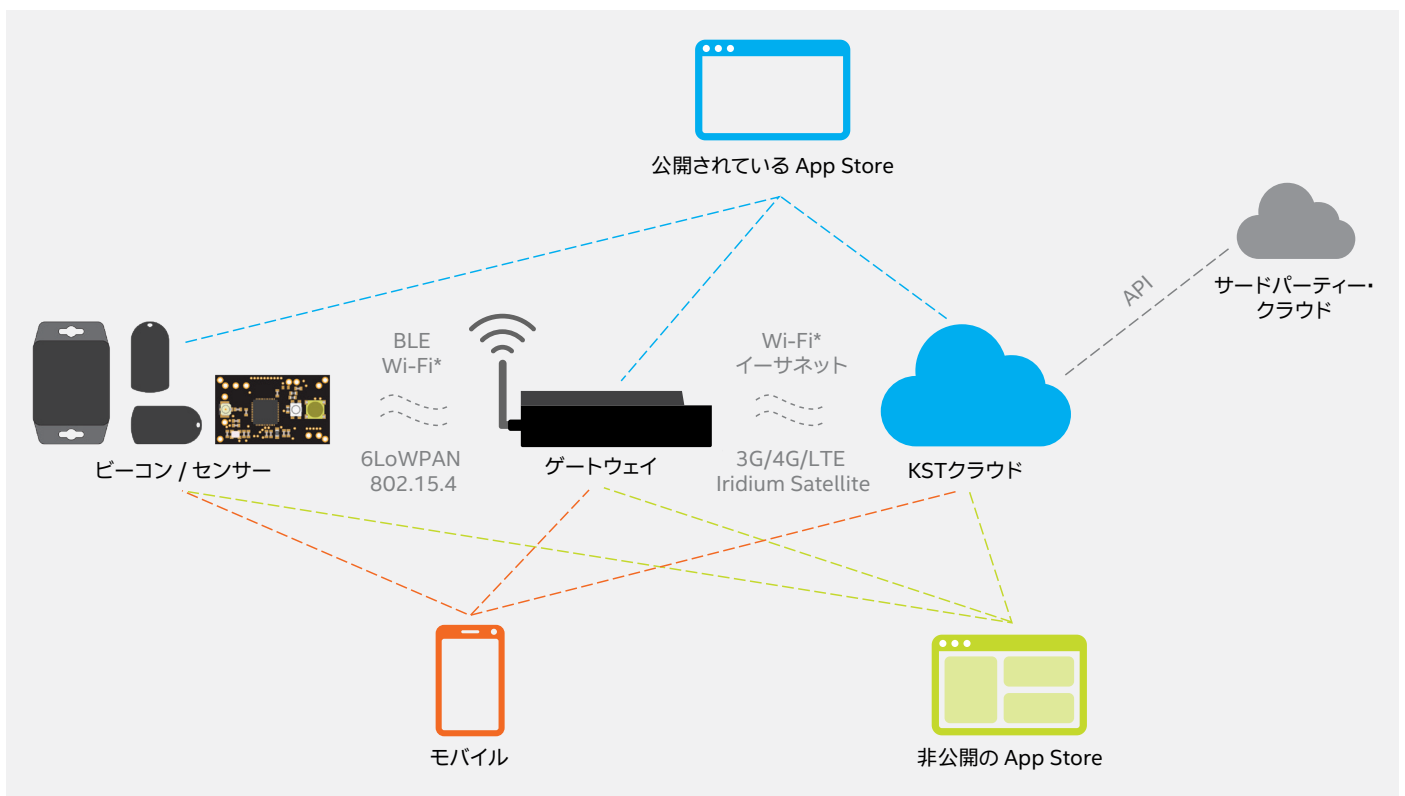 公開されている App Store
API
サードパーティー・
クラウド
BLE
Wi-Fi*
Wi-Fi*
イーサネット
6LoWPAN
802.15.4
3G/4G/LTE
Iridium Satellite
ビーコン / センサー
ゲートウェイ
KSTクラウド
モバイル
非公開の App Store